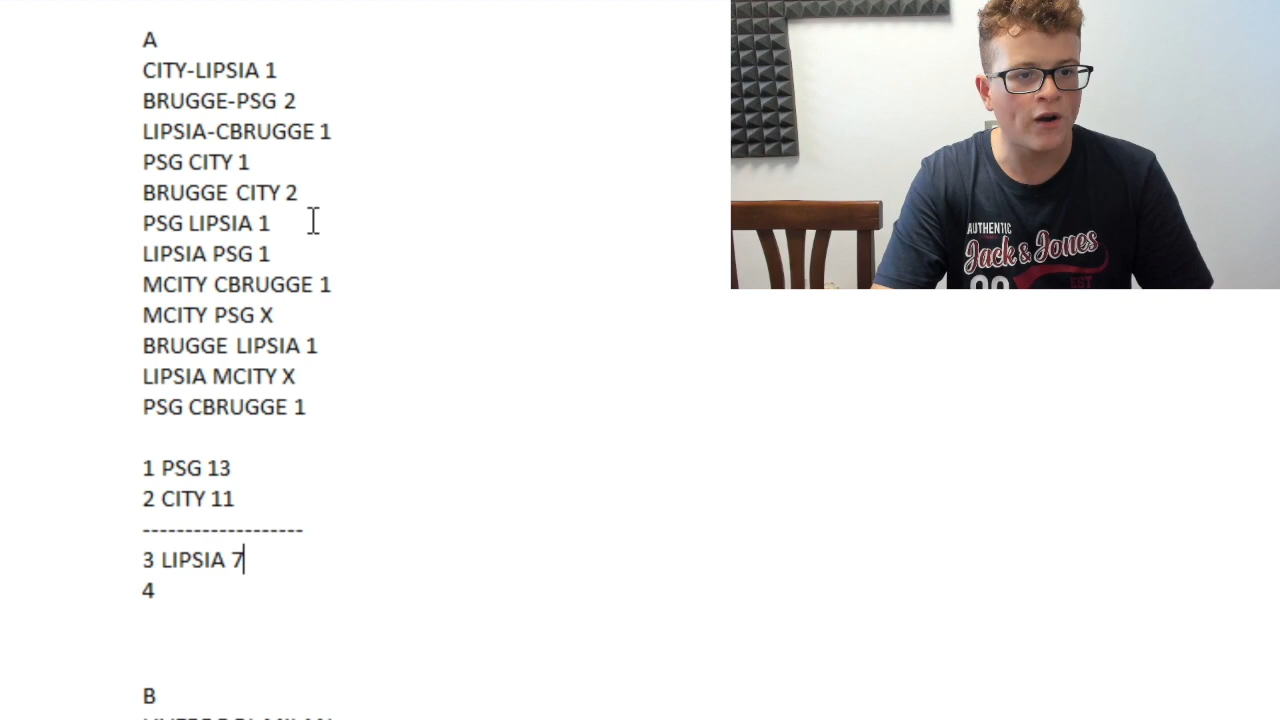 A
CITY-LIPSIA 1
BRUGGE-PSG 2
LIPSIA-CBRUGGE 1
PSG CITY 1
BRUGGE CITY 2
PSG LIPSIA 1
LIPSIA PSG 1
MCITY CBRUGGE 1
MCITY PSG X
BRUGGE LIPSIA 1
LIPSIA MCITY X
PSG CBRUGGE 1
1 PSG 13
2 CITY 11
-------------------
3 LIPSIA 7
4
B
AUTHENTIC
Jack & Jones